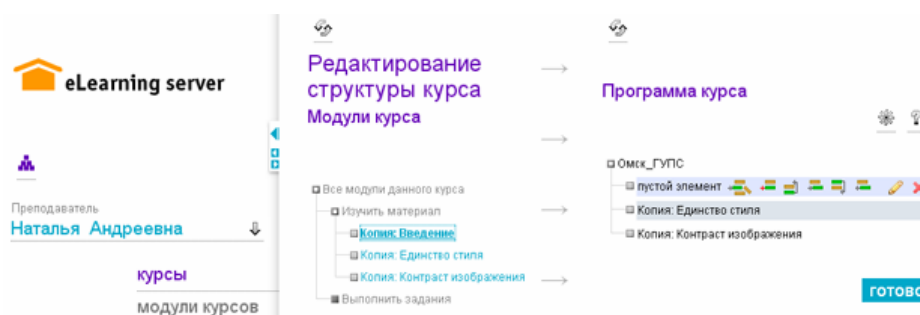 eLearning server
Преподаватель
Наталья Андреевна
курсы
модули курсов
Редактирование
структуры курса
Модули курса
Все модули данного курса
Изучить материал
Копия: Введение
Копия: Единство стиля
Копия: Контраст изображения
Выполнить задания
Программа курса
?
Омск_ГУПС
пустой элемент
Копия: Единство стиля
Копия: Контраст изображения
готово